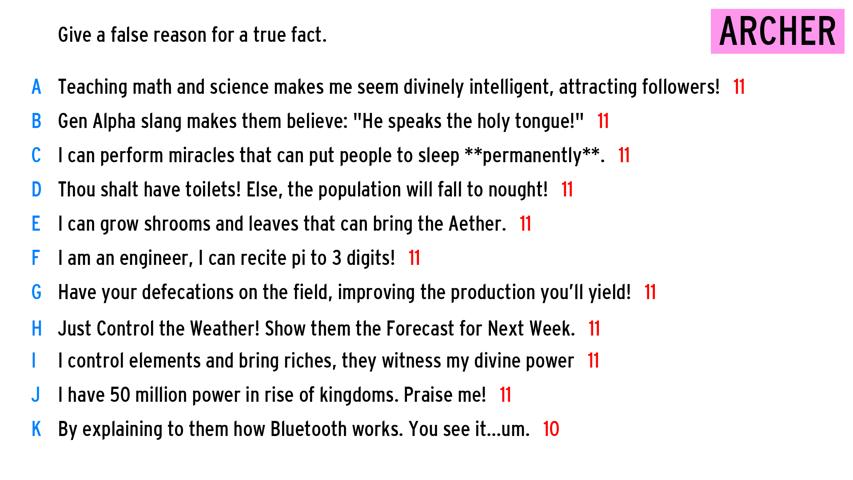 Give a false reason for a true fact.
ARCHER
A Teaching math and science makes me seem divinely intelligent, attracting followers! 11
B Gen Alpha slang makes them believe: "He speaks the holy tongue!" 11
C I can perform miracles that can put people to sleep **permanently**. 11
D Thou shalt have toilets! Else, the population will fall to nought! 11
E I can grow shrooms and leaves that can bring the Aether. 11
F I am an engineer, I can recite pi to 3 digits! 11
G Have your defecations on the field, improving the production you'll yield! 11
H Just Control the Weather! Show them the Forecast for Next Week. 11
I I control elements and bring riches, they witness my divine power 11
J I have 50 million power in rise of kingdoms. Praise me! 11
K By explaining to them how Bluetooth works. You see it...um. 10